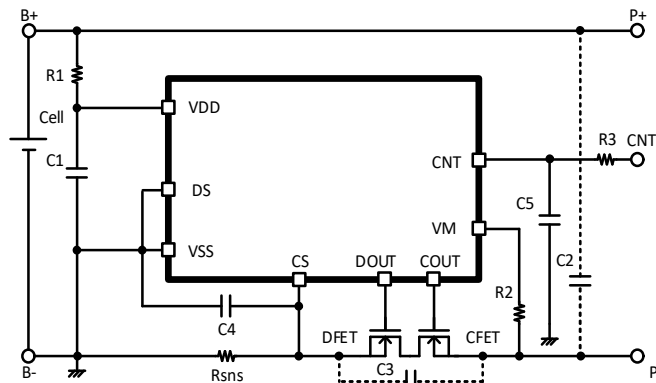 B+
P+
R1
Cell
VDD
C1
R3
CNT
CNT
DS
C5
VM
C2
VSS
CS
DOUT
COUT
R2
C4
DFET
CFET
C3
B-
Rsns
P